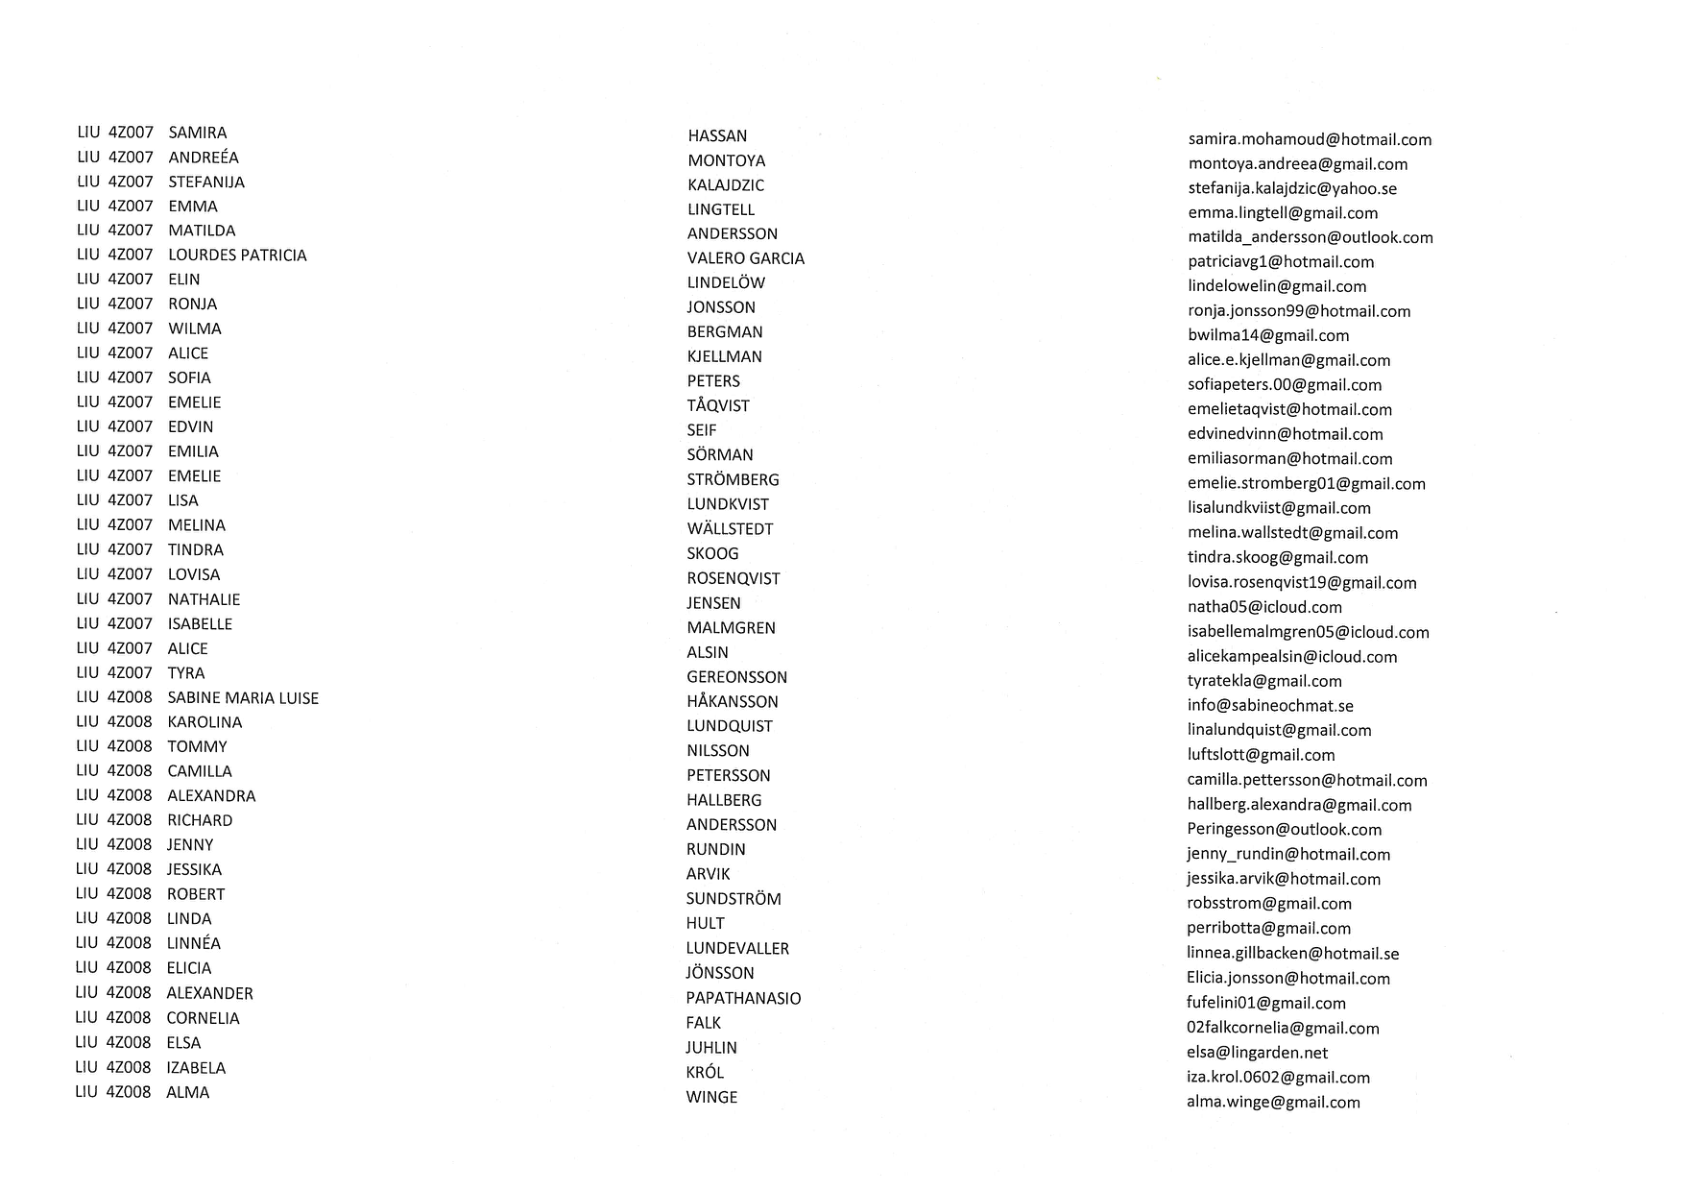 LIU 4Z007 SAMIRA HASSAN samira.mohamoud@hotmail.com
LIU 4Z007 ANDREÉA MONTOYA montoya.andreea@gmail.com
LIU 4Z007 STEFANIJA KALAJDZIC stefanija.kalajdzic@yahoo.se
LIU 4Z007 EMMA LINGTELL emma.lingtell@gmail.com
LIU 4Z007 MATILDA ANDERSSON matilda_andersson@outlook.com
LIU 4Z007 LOURDES PATRICIA VALERO GARCIA patriciavg1@hotmail.com
LIU 4Z007 ELIN LINDELÖW lindelowelin@gmail.com
LIU 4Z007 RONJA JONSSON ronja.jonsson99@hotmail.com
LIU 4Z007 WILMA BERGMAN bwilma14@gmail.com
LIU 4Z007 ALICE KJELLMAN alice.e.kjellman@gmail.com
LIU 4Z007 SOFIA PETERS sofiapeters.00@gmail.com
LIU 4Z007 EMELIE TÅQVIST emelietaqvist@hotmail.com
LIU 4Z007 EDVIN SEIF edvinedvinn@hotmail.com
LIU 4Z007 EMILIA SÖRMAN emiliasorman@hotmail.com
LIU 4Z007 EMELIE STRÖMBERG emelie.stromberg01@gmail.com
LIU 4Z007 LISA LUNDKVIST lisalundkviist@gmail.com
LIU 4Z007 MELINA WÄLLSTEDT melina.wallstedt@gmail.com
LIU 4Z007 TINDRA SKOOG tindra.skoog@gmail.com
LIU 4Z007 LOVISA ROSENQVIST lovisa.rosenqvist19@gmail.com
LIU 4Z007 NATHALIE JENSEN natha05@icloud.com
LIU 4Z007 ISABELLE MALMGREN isabellemalmgren05@icloud.com
LIU 4Z007 ALICE ALSIN alicekampealsin@icloud.com
LIU 4Z007 TYRA GEREONSSON tyratekla@gmail.com
LIU 4Z008 SABINE MARIA LUISE HÅKANSSON info@sabineochmat.se
LIU 4Z008 KAROLINA LUNDQUIST linalundquist@gmail.com
LIU 4Z008 TOMMY NILSSON luftslott@gmail.com
LIU 4Z008 CAMILLA PETERSSON camilla.pettersson@hotmail.com
LIU 4Z008 ALEXANDRA HALLBERG hallberg.alexandra@gmail.com
LIU 4Z008 RICHARD ANDERSSON Peringesson@outlook.com
LIU 4Z008 JENNY RUNDIN jenny_rundin@hotmail.com
LIU 4Z008 JESSIKA ARVIK jessika.arvik@hotmail.com
LIU 4Z008 ROBERT SUNDSTRÖM robsstrom@gmail.com
LIU 4Z008 LINDA HULT perribotta@gmail.com
LIU 4Z008 LINNÉA LUNDEVALLER linnea.gillbacken@hotmail.se
LIU 4Z008 ELICIA JÖNSSON Elicia.jonsson@hotmail.com
LIU 4Z008 ALEXANDER PAPATHANASIO fufelini01@gmail.com
LIU 4Z008 CORNELIA FALK 02falkcornelia@gmail.com
LIU 4Z008 ELSA JUHLIN elsa@lingarden.net
LIU 4Z008 IZABELA KRÓL iza.krol.0602@gmail.com
LIU 4Z008 ALMA WINGE alma.winge@gmail.com